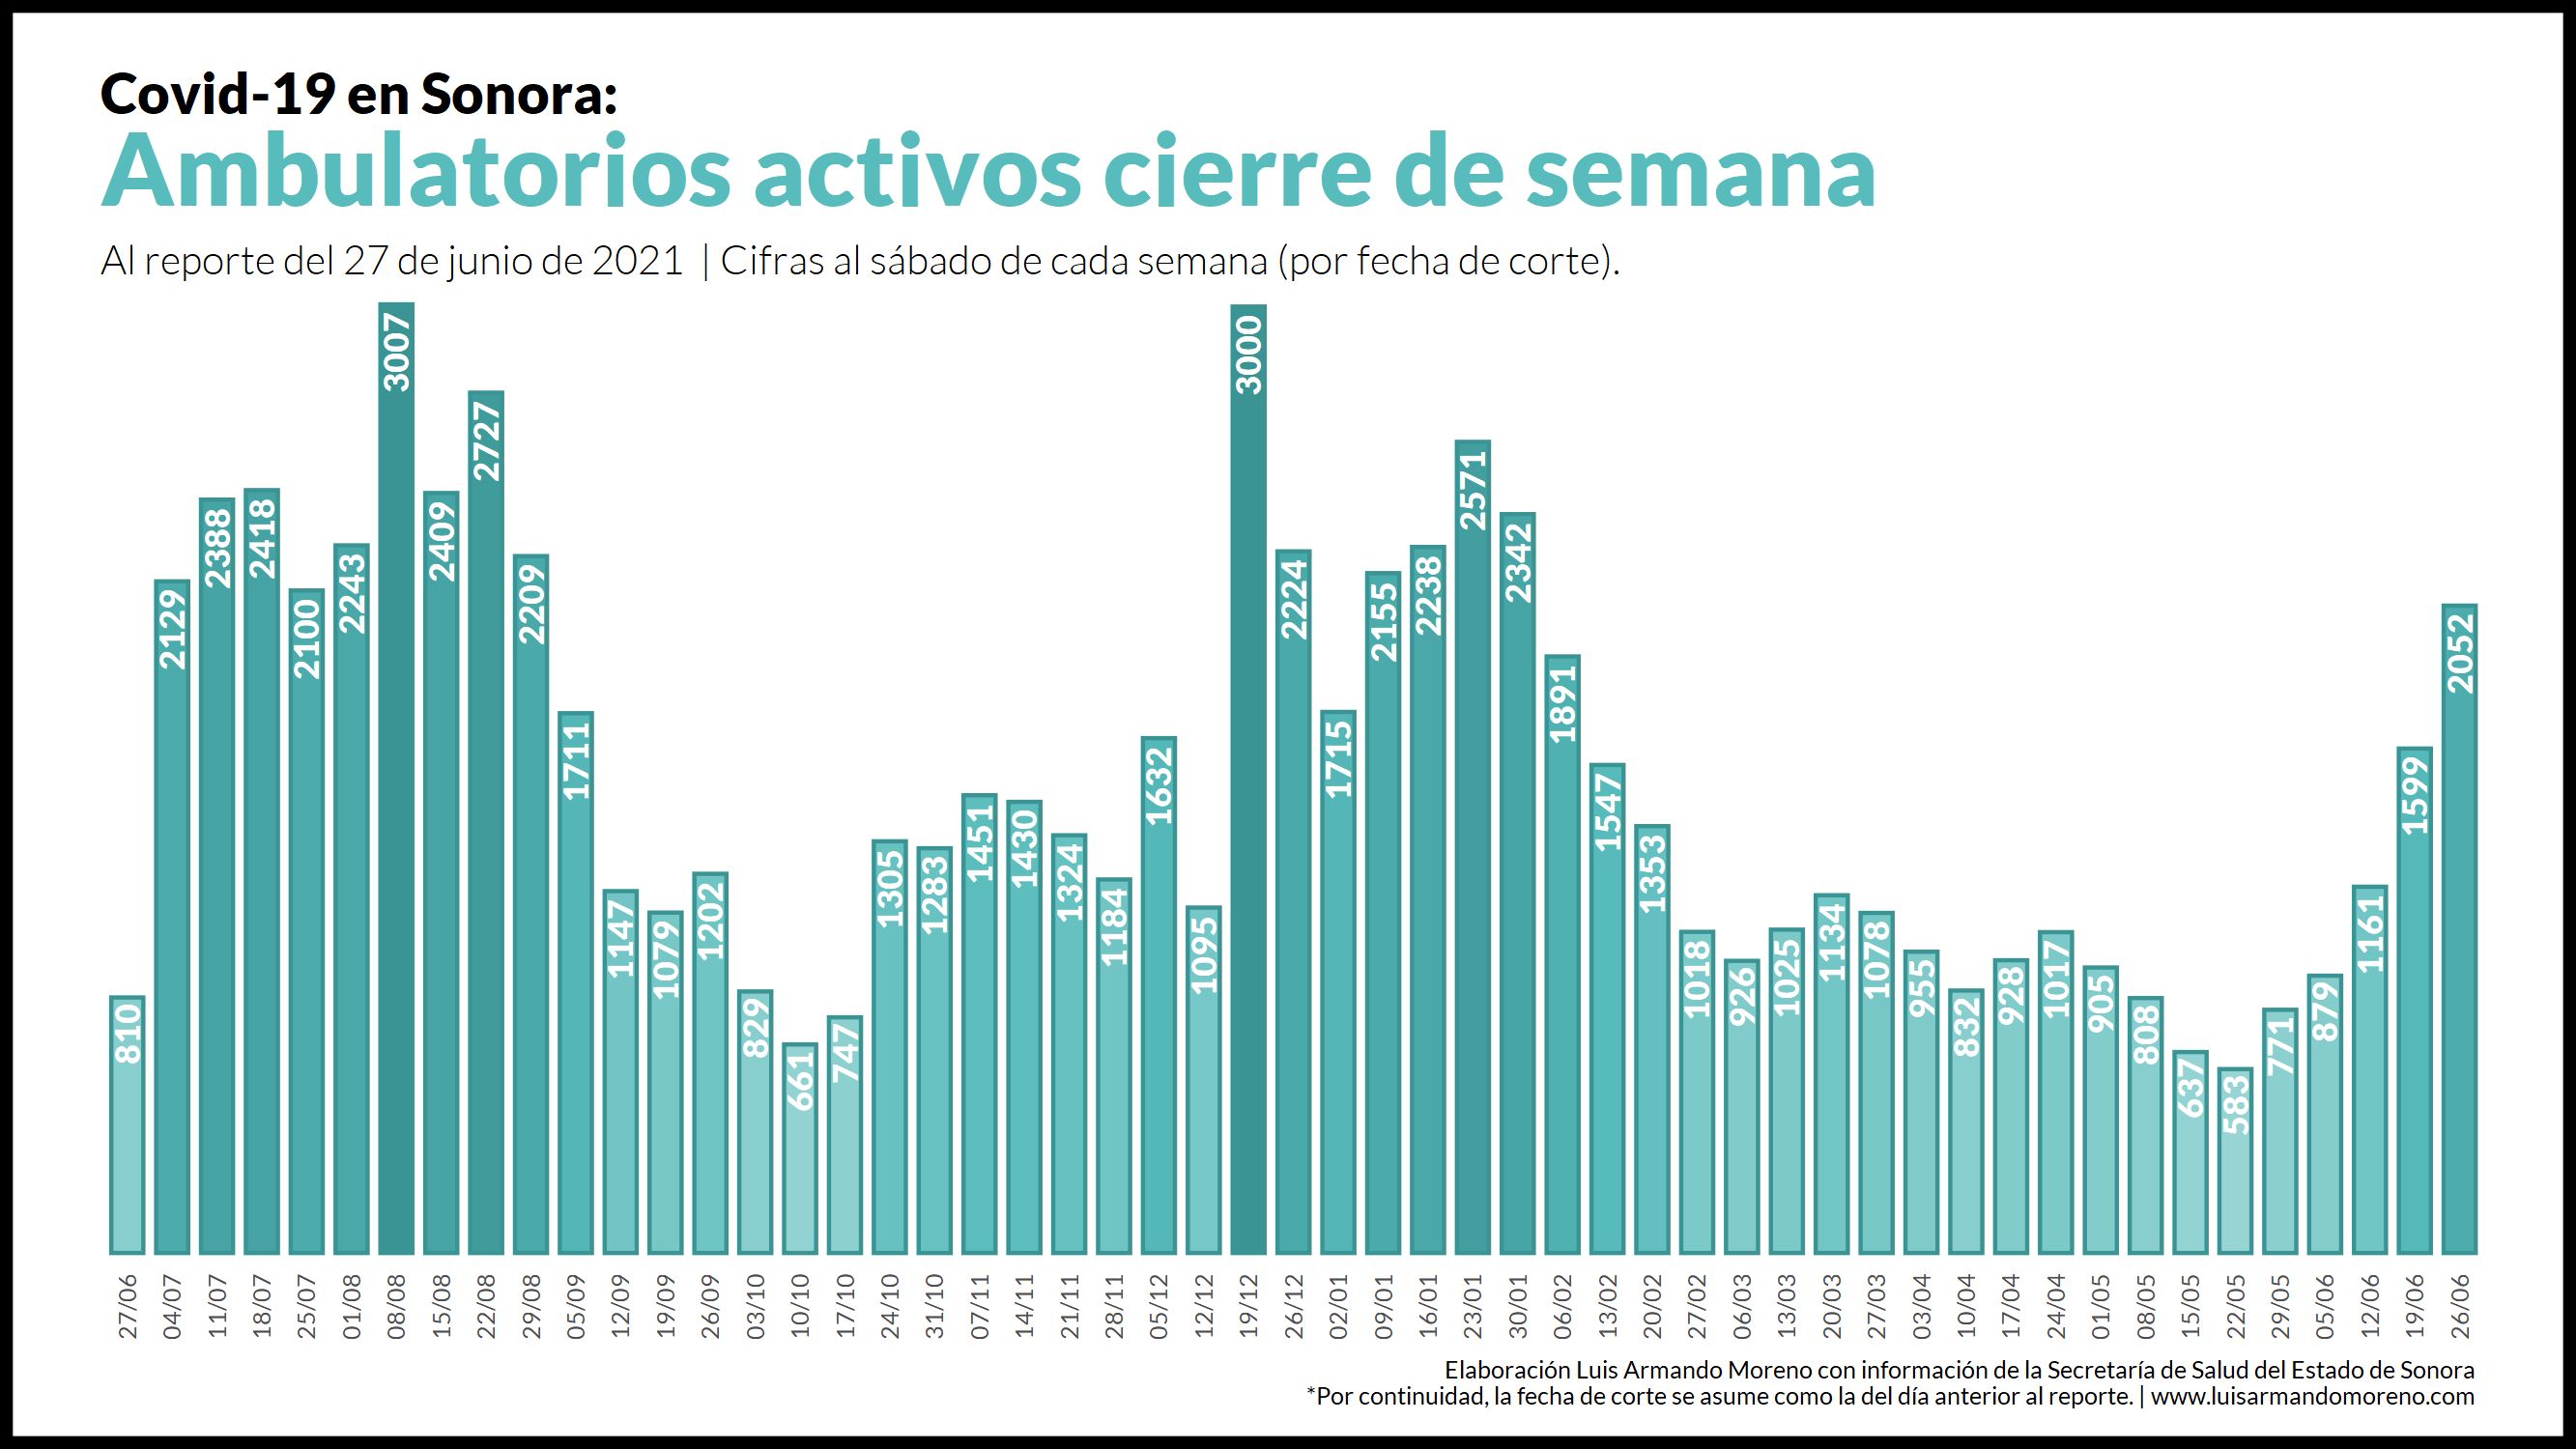 Covid-19 en Sonora:
Ambulatorios activos cierre de semana
Al reporte del 27 de junio de 2021 | Cifras al sábado de cada semana (por fecha de corte).
810 2129 2388 2418 2100 2243 3007 2409 2727 2209 1711 1147 1079 1202 829 661 747 1305 1283 1451 1430 1324 1184 1632 1095 3000 2224 1715 2155 2238 2571 2342 1891 1547 1353 1018 926 1025 1134 1078 955 832 928 1017 905 808 637 583 771 879 1161 1599 2052
27/06 04/07 11/07 18/07 25/07 01/08 08/08 15/08 22/08 29/08 05/09 12/09 19/09 26/09 03/10 10/10 17/10 24/10 31/10 07/11 14/11 21/11 28/11 05/12 12/12 19/12 26/12 02/01 09/01 16/01 23/01 30/01 06/02 13/02 20/02 27/02 06/03 13/03 20/03 27/03 03/04 10/04 17/04 24/04 01/05 08/05 15/05 22/05 29/05 05/06 12/06 19/06 26/06
Elaboración Luis Armando Moreno con información de la Secretaría de Salud del Estado de Sonora
*Por continuidad, la fecha de corte se asume como la del día anterior al reporte. | www.luisarmandomoreno.com